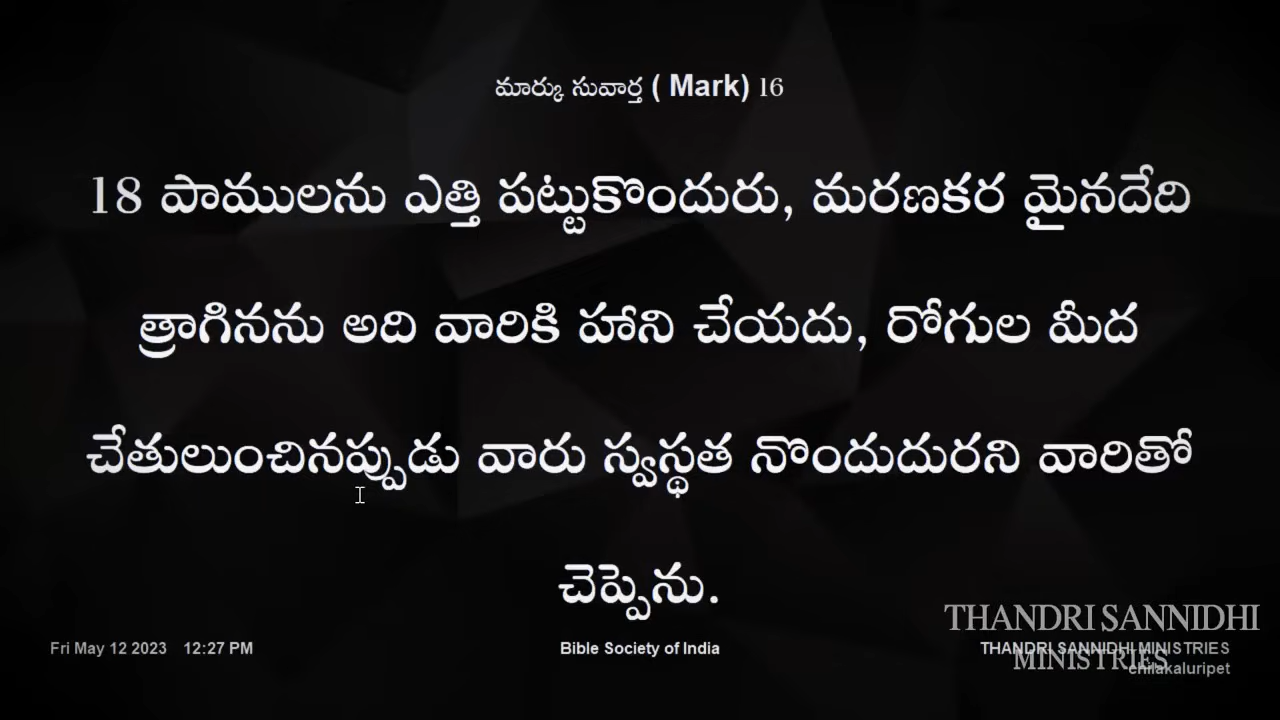 మార్కు సువార్త ( Mark) 16
18 పాములను ఎత్తి పట్టుకొందురు, మరణకర మైనదేది
త్రాగినను అది వారికి హాని చేయదు, రోగుల మీద
చేతులుంచినప్పుడు వారు స్వస్థత నొందుదురని వారితో
చెప్పెను.
THANDRI SANNIDHI
MINISTRIES
Fri May 12 2023 12:27 PM
Bible Society of India
THANDRI SANNIDHI MINISTRIES
chilakaluripet